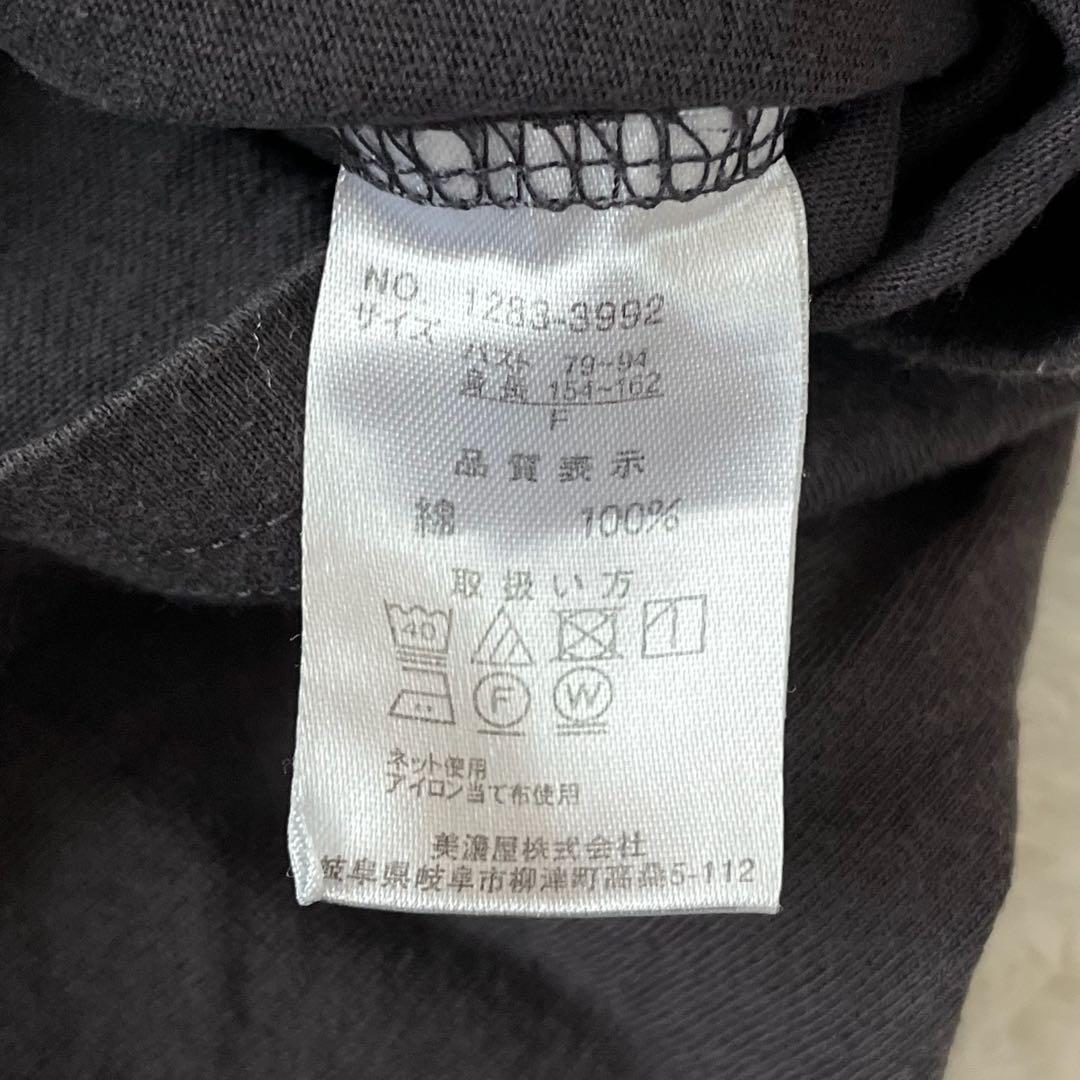 NO. 1283-3992
サイズ
バスト 79~94
身長 154~162
F
品質表示
綿 100%
取扱い方
40
F W
ネット使用
アイロン当て布使用
美濃屋株式会社
岐阜県岐阜市柳津町高桑5-112